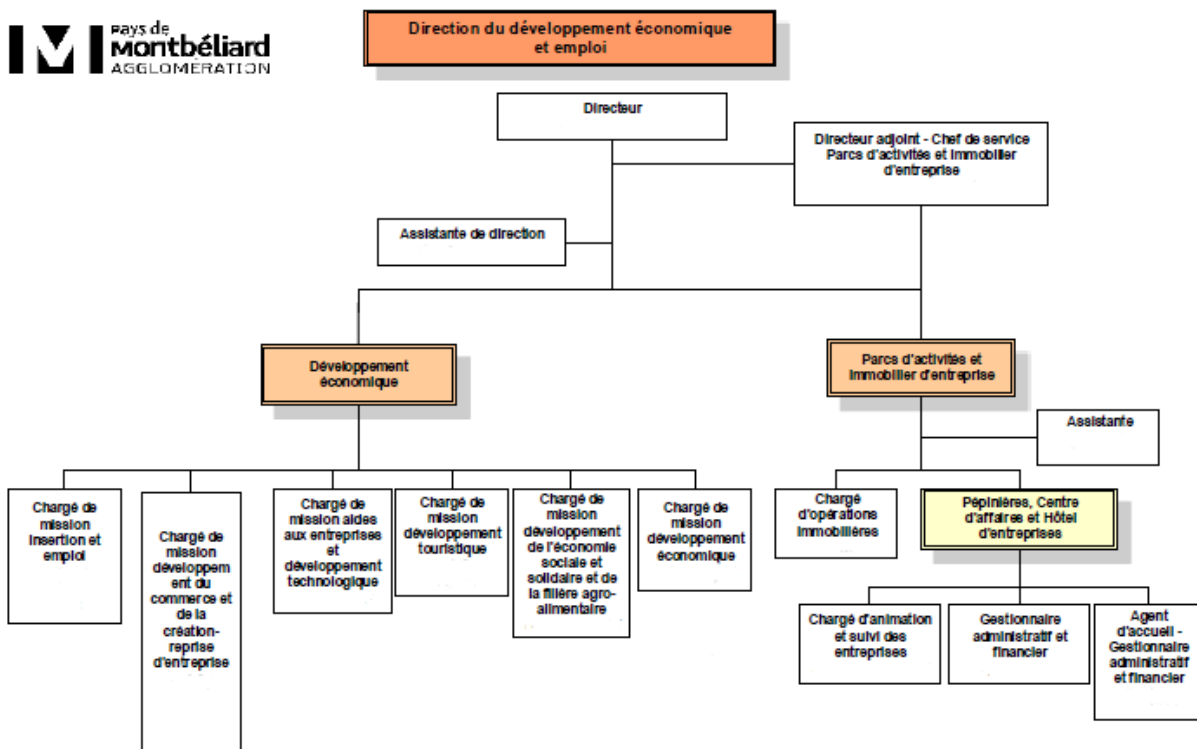 Pays de
Montbéliard
AGGLOMÉRATION
Direction du développement économique
et emploi
Directeur
Directeur adjoint - Chef de service
Parcs d'activités et immobilier
d'entreprise
Assistante de direction
Développement
économique
Parcs d'activités et
immobilier d'entreprise
Assistante
Chargé de
mission
insertion et
emploi
Chargé de
mission
développem
ent du
commerce et
de la
création-
reprise
d'entreprise
Chargé de
mission aides
aux entreprises
et
développement
technologique
Chargé de
mission
développement
touristique
Chargé de
mission
développement
de l'économie
sociale et
solidaire et de
la filière agro-
alimentaire
Chargé de
mission
développement
économique
Chargé
d'opérations
immobilières
Pépinières, Centre
d'affaires et Hôtel
d'entreprises
Chargé d'animation
et suivi des
entreprises
Gestionnaire
administratif et
financier
Agent
d'accueil -
Gestionnaire
administratif
et financier